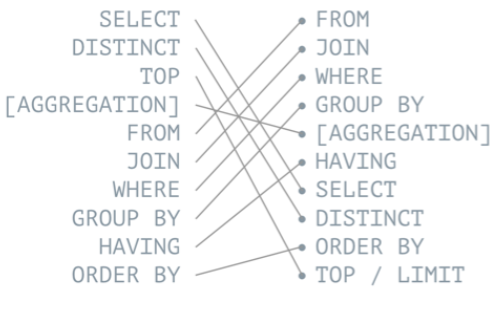 SELECT
DISTINCT
TOP
[AGGREGATION]
FROM
JOIN
WHERE
GROUP BY
HAVING
ORDER BY
FROM
JOIN
WHERE
GROUP BY
[AGGREGATION]
HAVING
SELECT
DISTINCT
ORDER BY
TOP / LIMIT